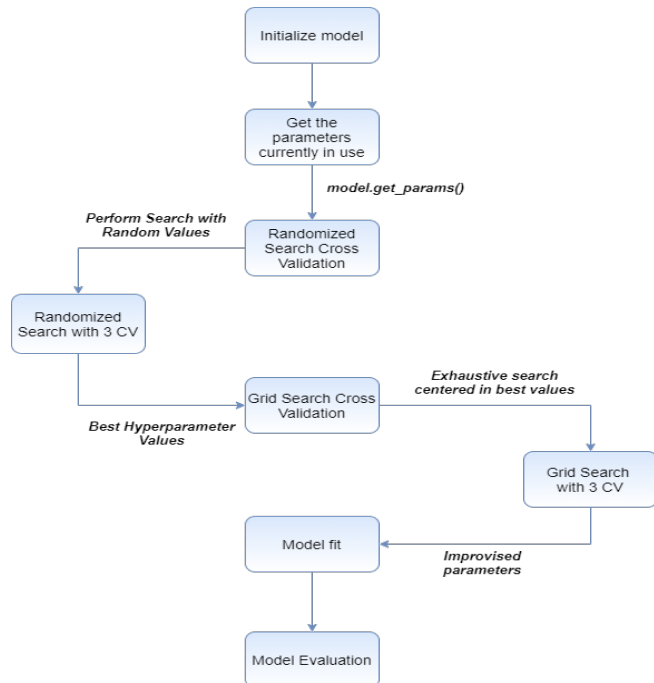 Initialize model
Get the
parameters
currently in use
model.get_params()
Perform Search with
Random Values
Randomized
Search Cross
Validation
Randomized
Search with 3 CV
Best Hyperparameter
Values
Grid Search Cross
Validation
Exhaustive search
centered in best values
Grid Search
with 3 CV
Improvised
parameters
Model fit
Model Evaluation